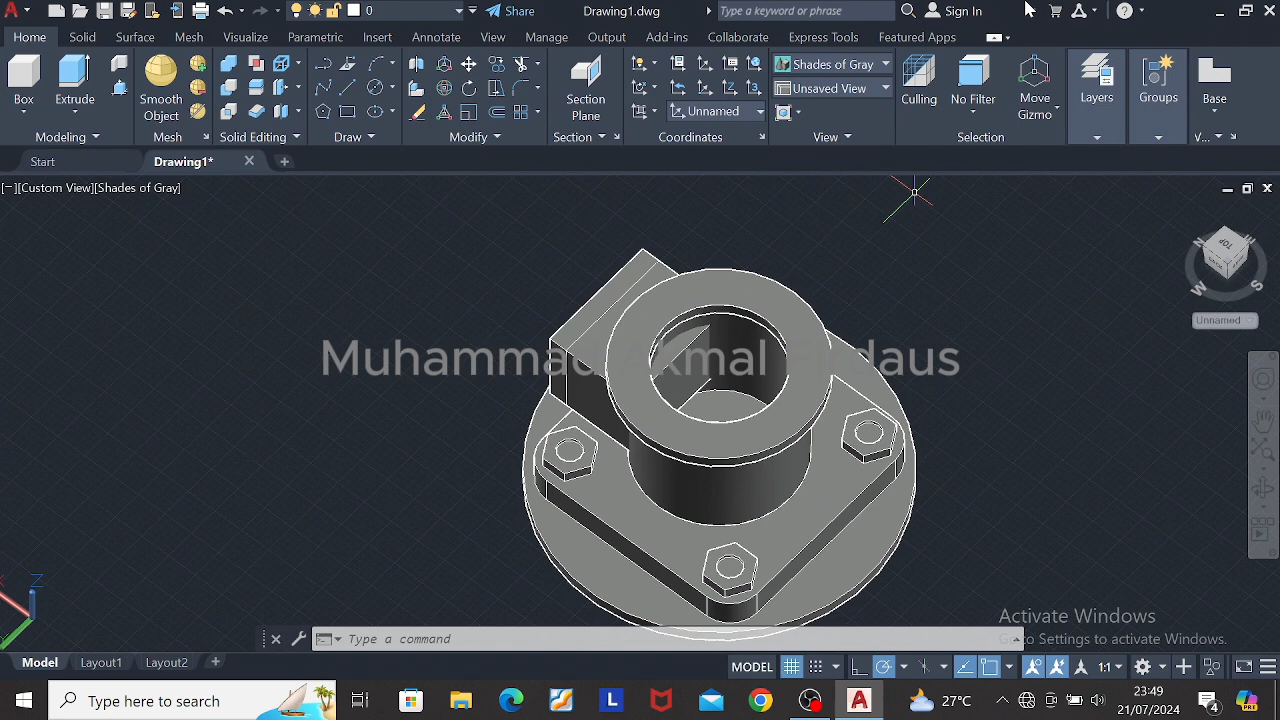 0
Share
Drawing1.dwg
Type a keyword or phrase
Sign In
Home Solid Surface Mesh Visualize Parametric Insert Annotate View Manage Output Add-ins Collaborate Express Tools Featured Apps
Box
Extrude
Smooth Object
Section Plane
Unnamed
Shades of Gray
Unsaved View
Culling
No Filter
Move Gizmo
Layers
Groups
Base
Modeling Mesh Solid Editing Draw Modify Section Coordinates View Selection V...
Start
Drawing1*
[−][Custom View][Shades of Gray]
TOP
N
W
S
Unnamed
Muhammad Akmal Firdaus
Z
Activate Windows
Go to Settings to activate Windows.
Type a command
Model Layout1 Layout2
MODEL
1:1
Type here to search
L
A
27°C
23:49
21/07/2024
4
PRE